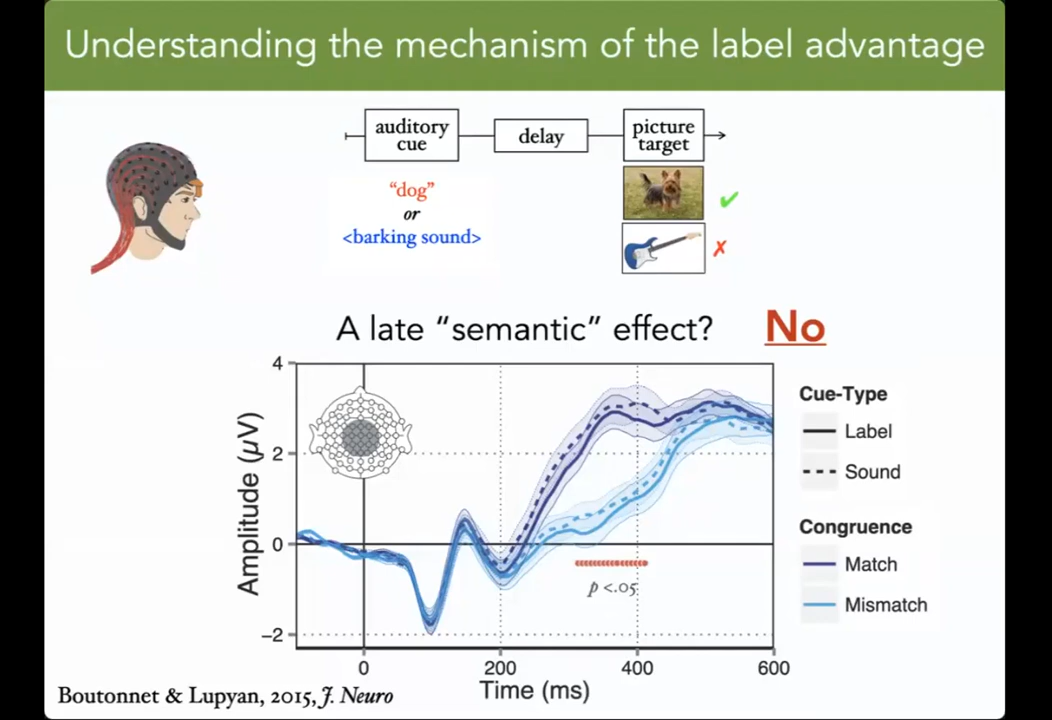 Understanding the mechanism of the label advantage
auditory
cue
delay
picture
target
“dog”
or
<barking sound>
✓
✗
A late “semantic” effect?
No
4
2
0
−2
Amplitude (µV)
p <.05
0
200
400
600
Time (ms)
Cue-Type
Label
Sound
Congruence
Match
Mismatch
Boutonnet & Lupyan, 2015, J. Neuro